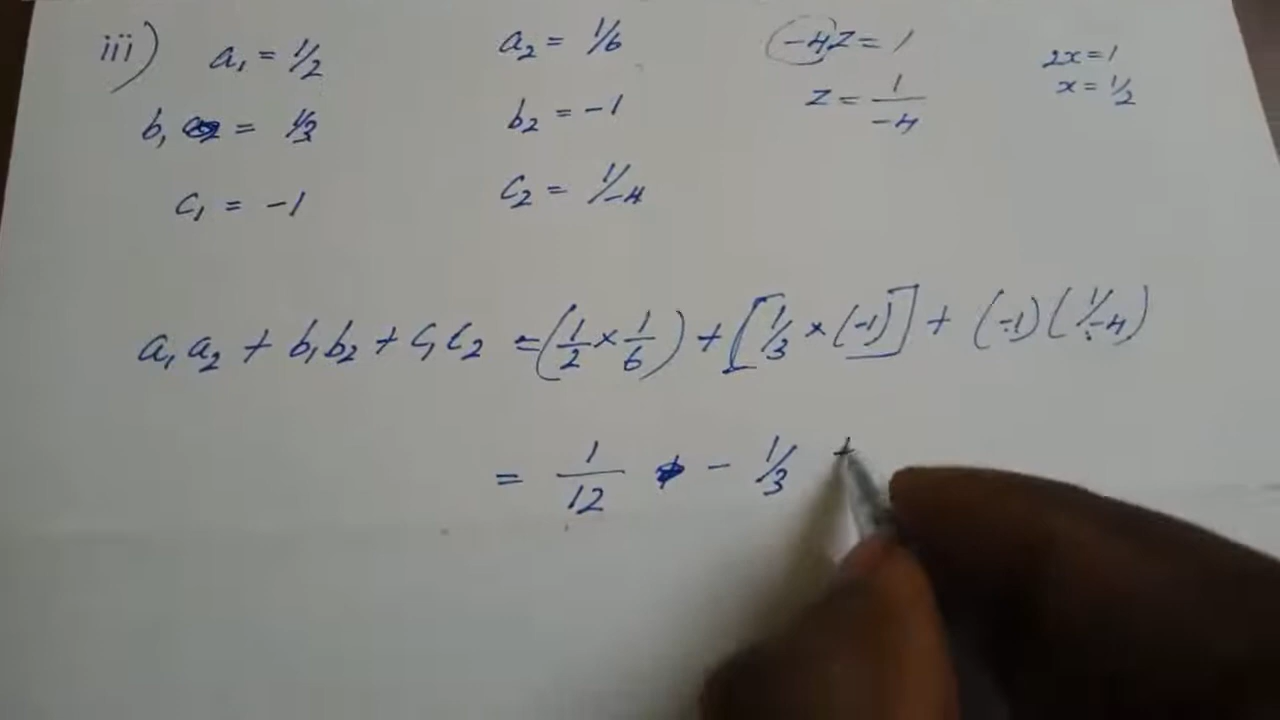 iii) a₁ = 1/2 a₂ = 1/6 -4z = 1 2x = 1
b₁ = 1/3 b₂ = -1 z = 1/-4 x = 1/2
c₁ = -1 c₂ = 1/-4
a₁a₂ + b₁b₂ + c₁c₂ = (1/2 × 1/6) + [1/3 × (-1)] + (-1)(1/-4)
= 1/12 - 1/3 +